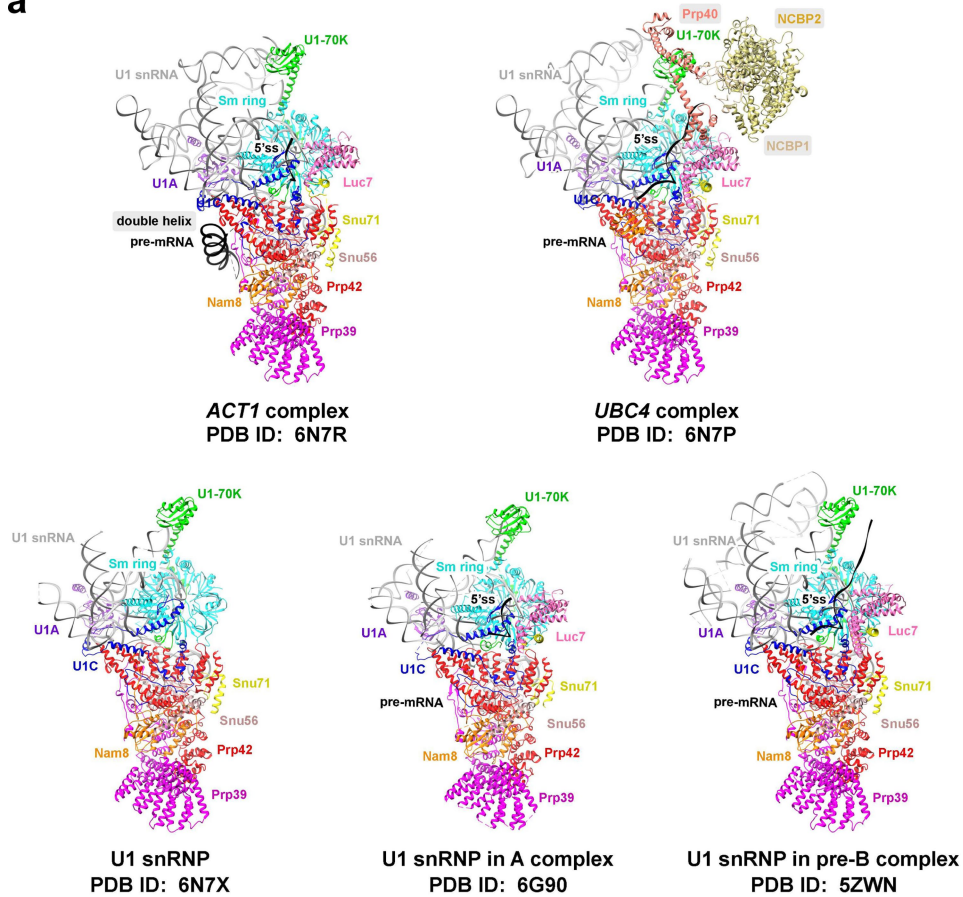 a
U1-70K
U1 snRNA
Sm ring
5'ss
U1A
Luc7
U1C
Snu71
double helix
pre-mRNA
Snu56
Prp42
Nam8
Prp39
ACT1 complex
PDB ID: 6N7R
Prp40
NCBP2
U1-70K
U1 snRNA
Sm ring
5'ss
NCBP1
U1A
Luc7
U1C
Snu71
pre-mRNA
Snu56
Prp42
Nam8
Prp39
UBC4 complex
PDB ID: 6N7P
U1-70K
U1 snRNA
Sm ring
U1A
U1C
Snu71
Snu56
Nam8
Prp42
Prp39
U1 snRNP
PDB ID: 6N7X
U1-70K
U1 snRNA
Sm ring
5'ss
U1A
Luc7
U1C
Snu71
pre-mRNA
Snu56
Nam8
Prp42
Prp39
U1 snRNP in A complex
PDB ID: 6G90
U1-70K
U1 snRNA
Sm ring
5'ss
U1A
Luc7
U1C
Snu71
pre-mRNA
Snu56
Nam8
Prp42
Prp39
U1 snRNP in pre-B complex
PDB ID: 5ZWN